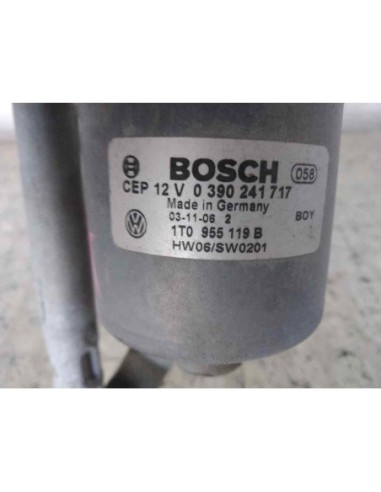 BOSCH 058
CEP 12 V 0 390 241 717
Made in Germany
03-11-06 2 BOY
1T0 955 119 B
HW06/SW0201